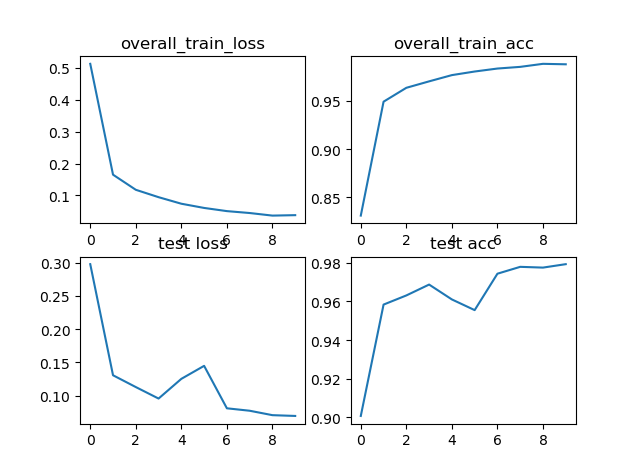 overall_train_loss
overall_train_acc
0.5
0.4
0.3
0.2
0.1
0.95
0.90
0.85
0 2 4 6 8
0 2 4 6 8
test loss
test acc
0.30
0.25
0.20
0.15
0.10
0.98
0.96
0.94
0.92
0.90
0 2 4 6 8
0 2 4 6 8